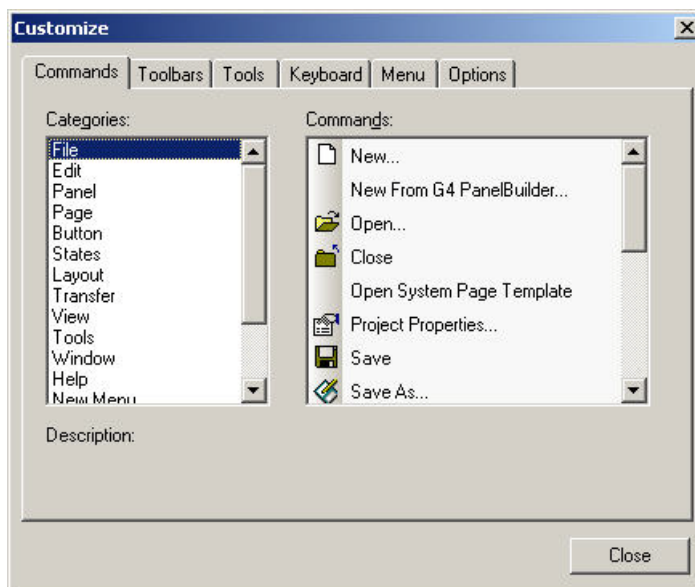 Customize
Commands Toolbars Tools Keyboard Menu Options
Categories:
File
Edit
Panel
Page
Button
States
Layout
Transfer
View
Tools
Window
Help
New Menu
Commands:
New...
New From G4 PanelBuilder...
Open...
Close
Open System Page Template
Project Properties...
Save
Save As...
Description:
Close